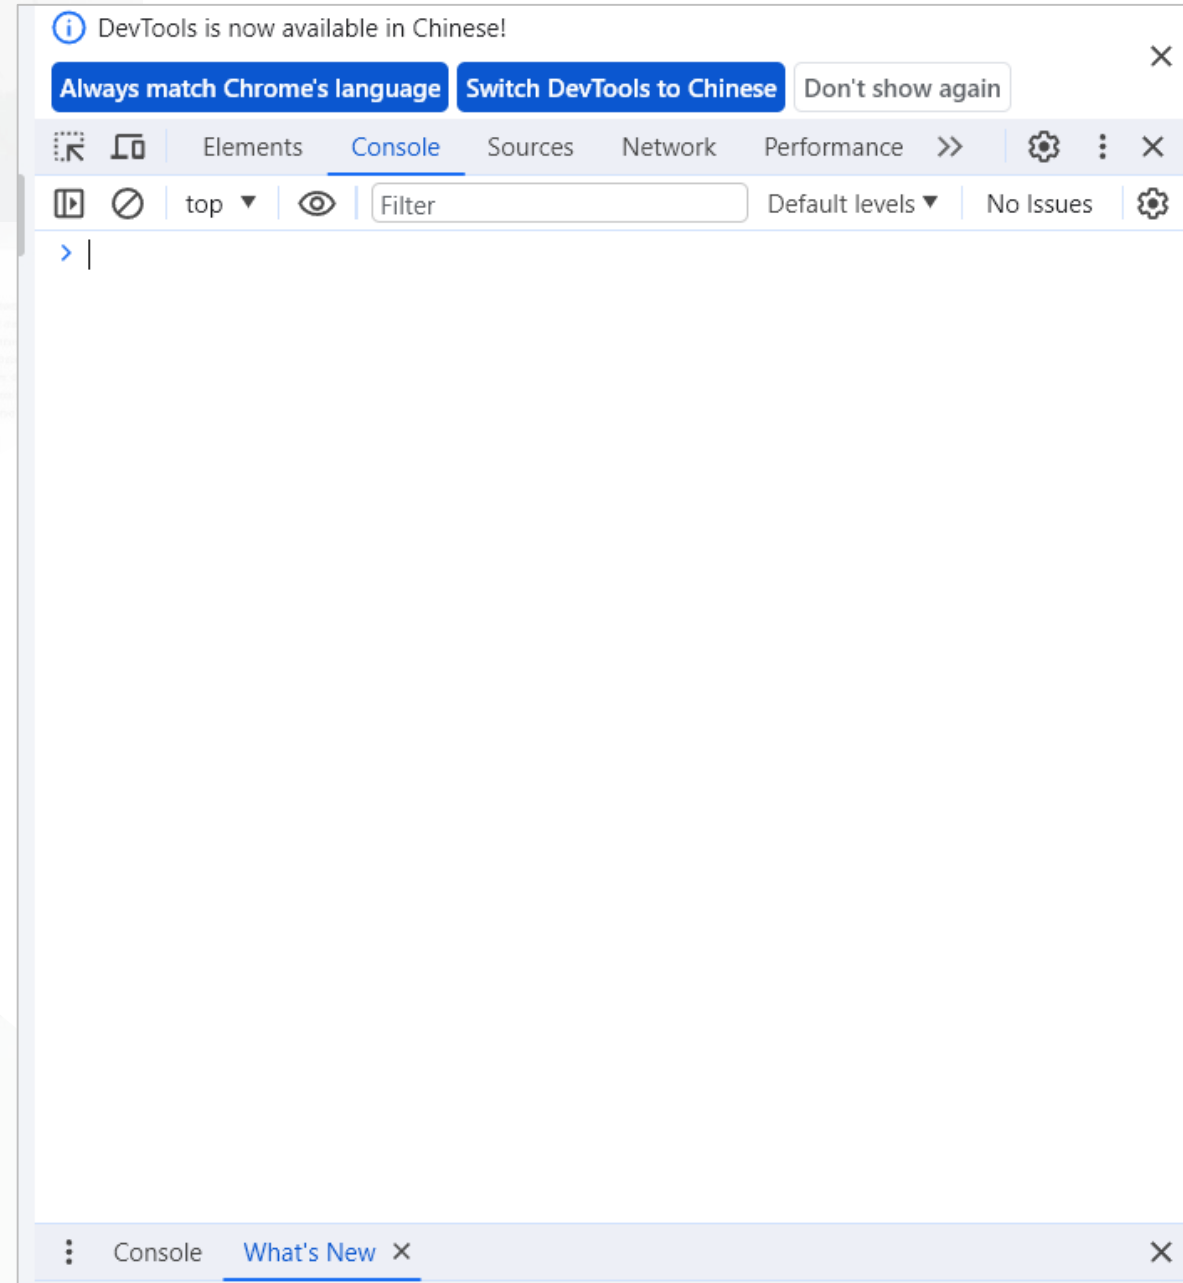 DevTools is now available in Chinese!
Always match Chrome's language Switch DevTools to Chinese Don't show again
Elements Console Sources Network Performance
top Filter Default levels No Issues
Console What's New